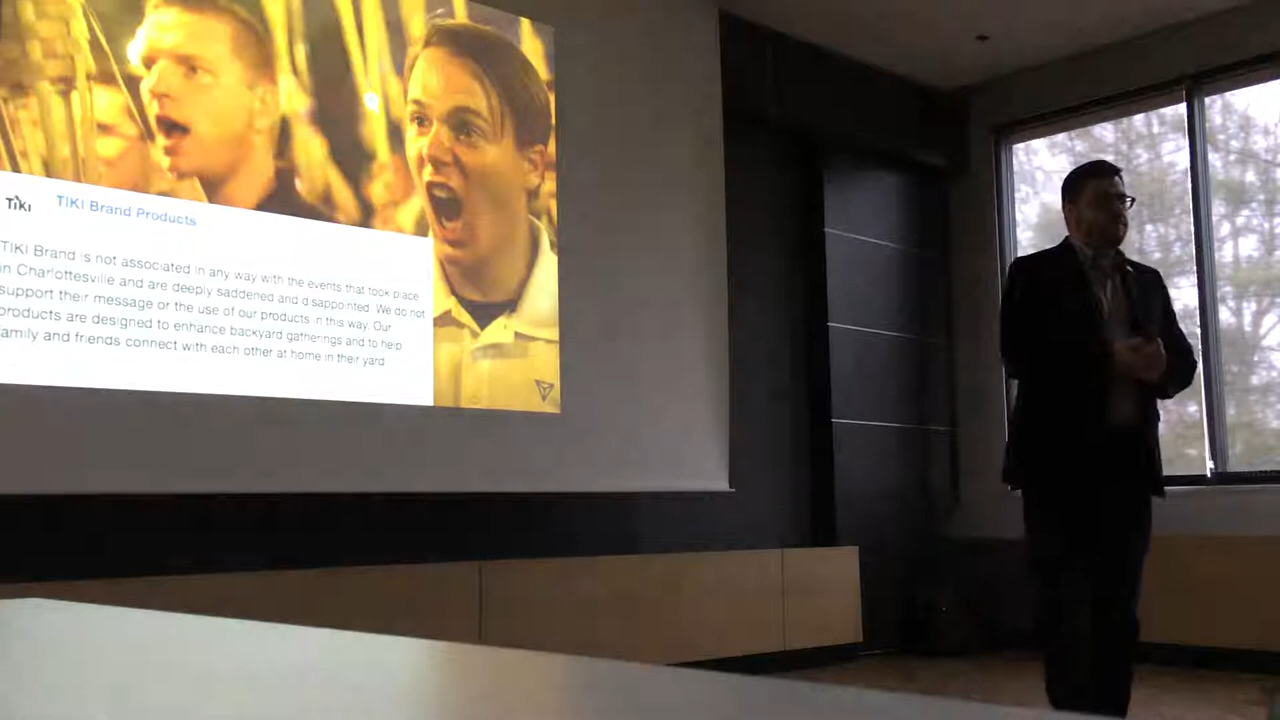 TIKI
TIKI Brand Products
TIKI Brand is not associated in any way with the events that took place
in Charlottesville and are deeply saddened and disappointed. We do not
support their message or the use of our products in this way. Our
products are designed to enhance backyard gatherings and to help
family and friends connect with each other at home in their yard